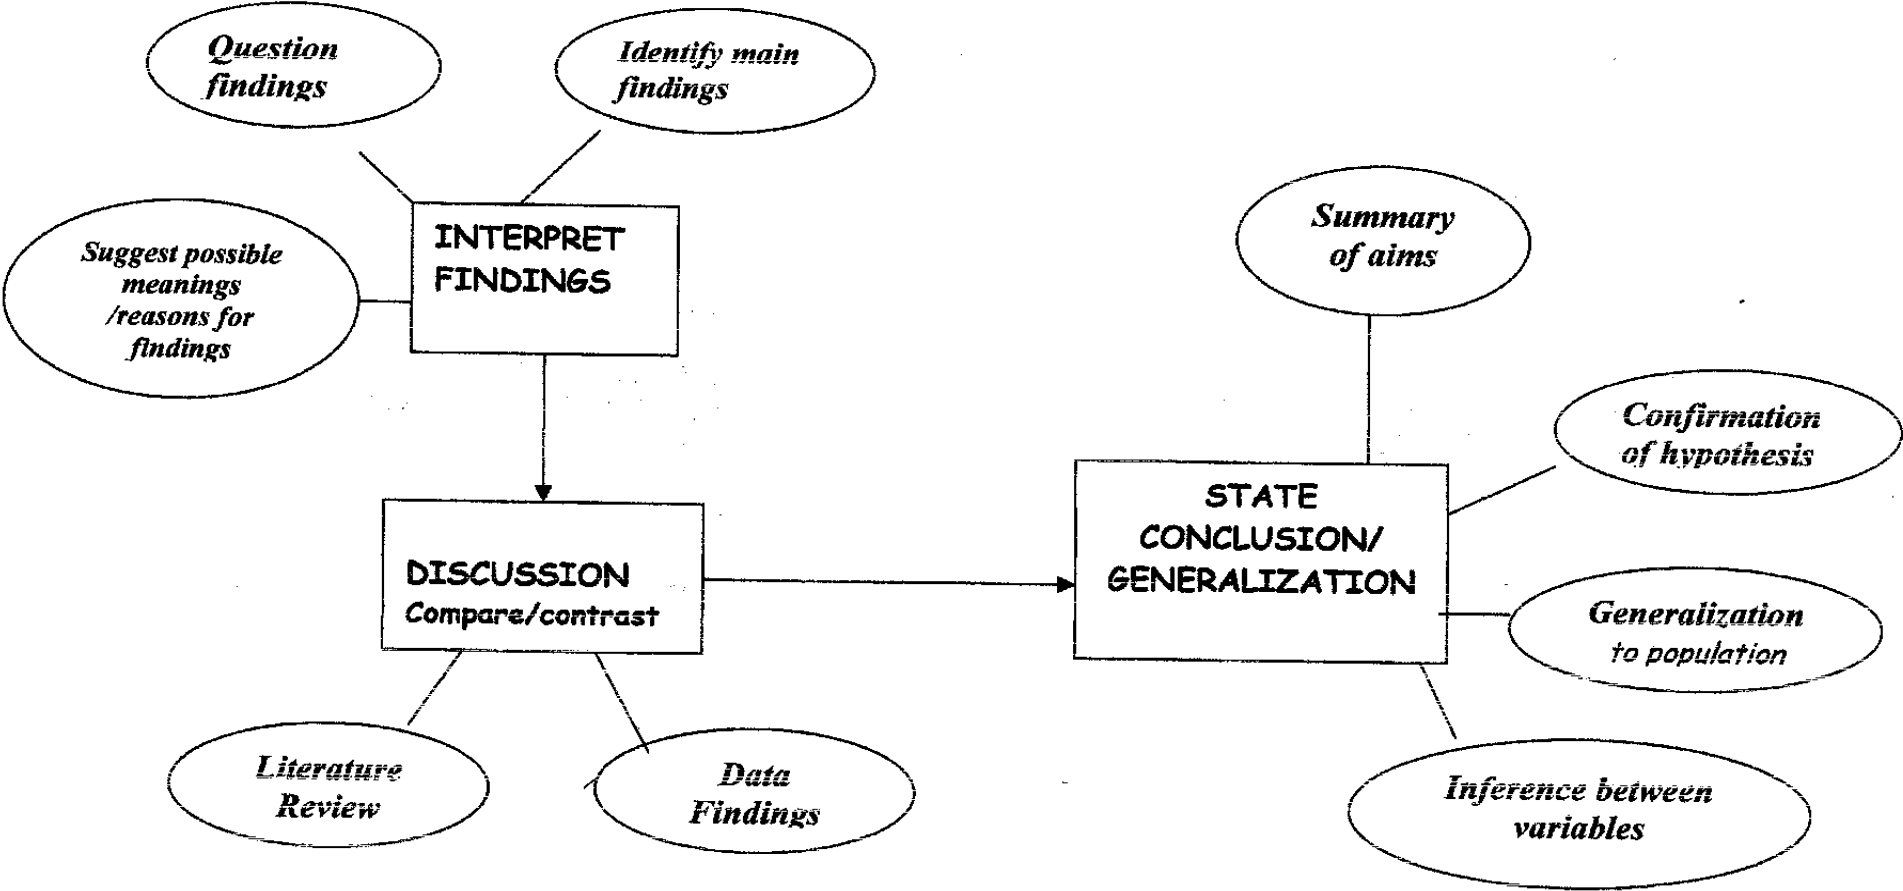 Question
findings
Identify main
findings
Suggest possible
meanings
/reasons for
findings
INTERPRET
FINDINGS
Summary
of aims
Confirmation
of hypothesis
STATE
CONCLUSION/
GENERALIZATION
DISCUSSION
Compare/contrast
Generalization
to population
Literature
Review
Data
Findings
Inference between
variables